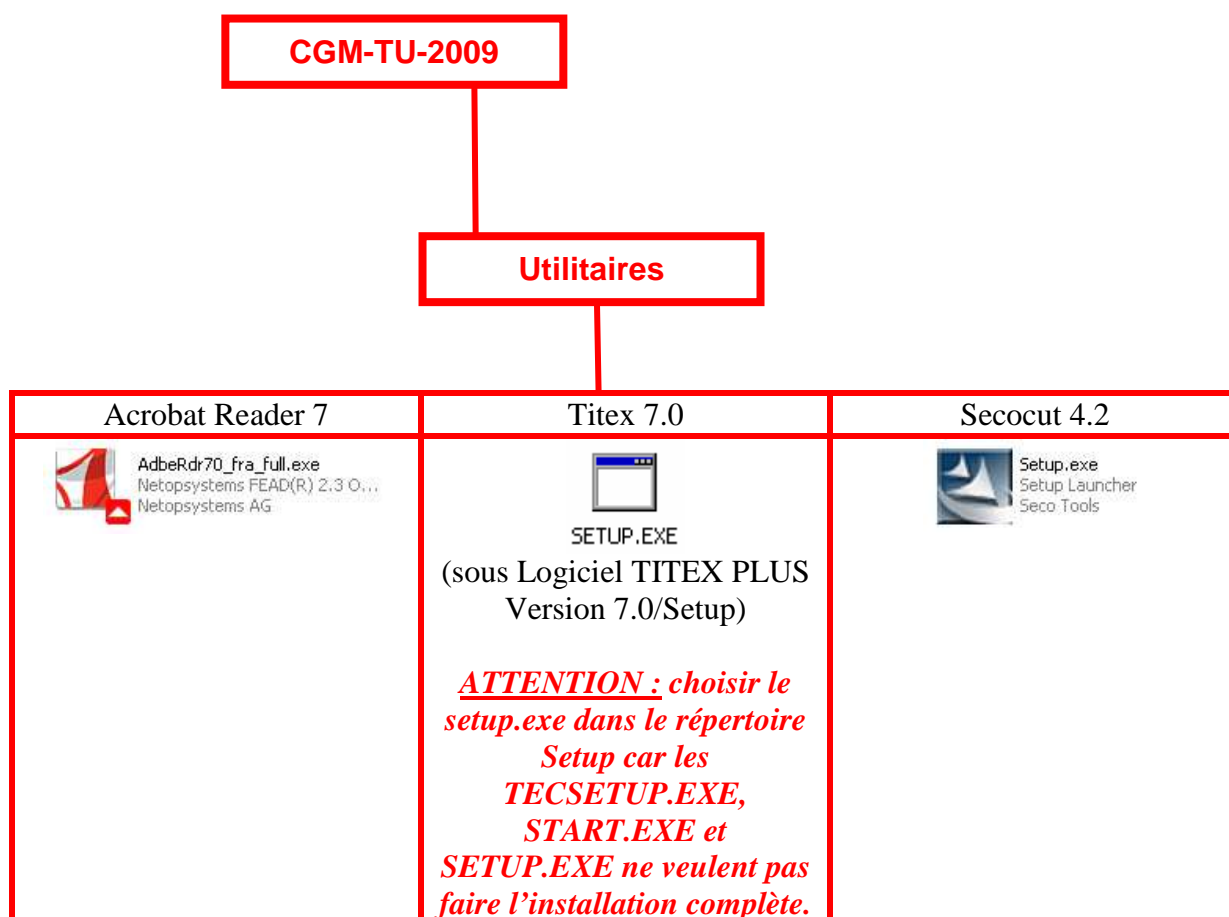 CGM-TU-2009
Utilitaires
Acrobat Reader 7
Titex 7.0
Secocut 4.2
AdbeRdr70_fra_full.exe
Netopsystems FEAD(R) 2.3 O...
Netopsystems AG
SETUP.EXE
(sous Logiciel TITEX PLUS
Version 7.0/Setup)
ATTENTION : choisir le
setup.exe dans le répertoire
Setup car les
TECSETUP.EXE,
START.EXE et
SETUP.EXE ne veulent pas
faire l'installation complète.
Setup.exe
Setup Launcher
Seco Tools